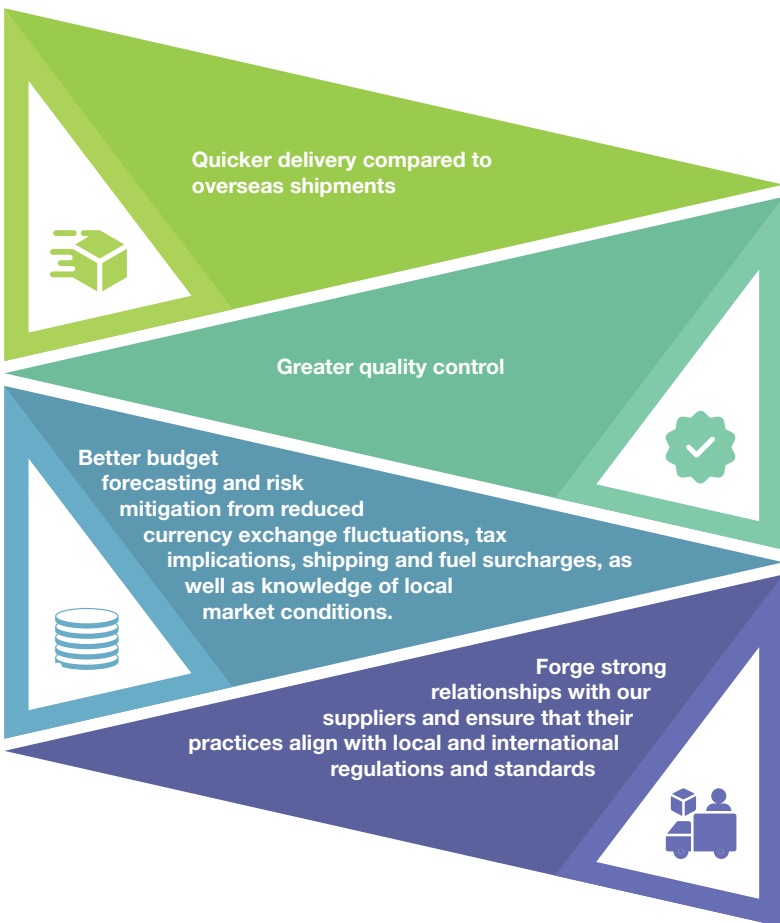 Quicker delivery compared to
overseas shipments
Greater quality control
Better budget
forecasting and risk
mitigation from reduced
currency exchange fluctuations, tax
implications, shipping and fuel surcharges, as
well as knowledge of local
market conditions.
Forge strong
relationships with our
suppliers and ensure that their
practices align with local and international
regulations and standards